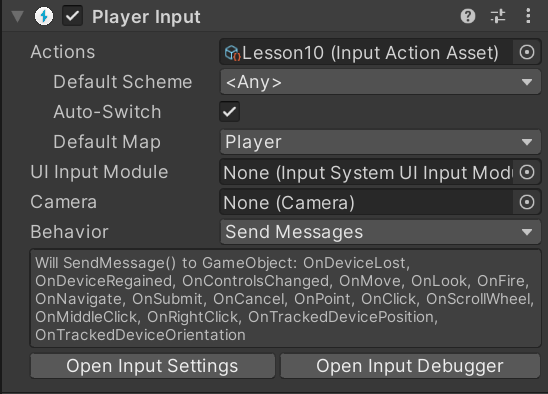 Player Input
Actions Lesson10 (Input Action Asset)
Default Scheme <Any>
Auto-Switch
Default Map Player
UI Input Module None (Input System UI Input Modu
Camera None (Camera)
Behavior Send Messages
Will SendMessage() to GameObject: OnDeviceLost,
OnDeviceRegained, OnControlsChanged, OnMove, OnLook, OnFire,
OnNavigate, OnSubmit, OnCancel, OnPoint, OnClick, OnScrollWheel,
OnMiddleClick, OnRightClick, OnTrackedDevicePosition,
OnTrackedDeviceOrientation
Open Input Settings Open Input Debugger